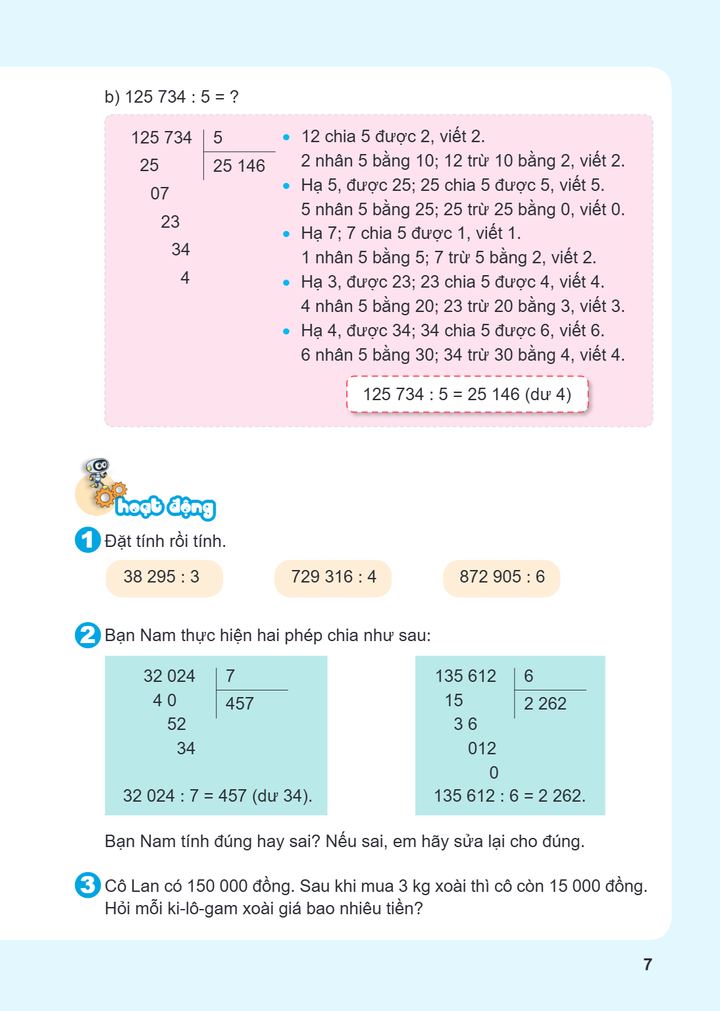 b) 125 734 : 5 = ?
125 734 5
25 25 146
07
23
34
4
• 12 chia 5 được 2, viết 2.
2 nhân 5 bằng 10; 12 trừ 10 bằng 2, viết 2.
• Hạ 5, được 25; 25 chia 5 được 5, viết 5.
5 nhân 5 bằng 25; 25 trừ 25 bằng 0, viết 0.
• Hạ 7; 7 chia 5 được 1, viết 1.
1 nhân 5 bằng 5; 7 trừ 5 bằng 2, viết 2.
• Hạ 3, được 23; 23 chia 5 được 4, viết 4.
4 nhân 5 bằng 20; 23 trừ 20 bằng 3, viết 3.
• Hạ 4, được 34; 34 chia 5 được 6, viết 6.
6 nhân 5 bằng 30; 34 trừ 30 bằng 4, viết 4.
125 734 : 5 = 25 146 (dư 4)
hoạt động
1 Đặt tính rồi tính.
38 295 : 3 729 316 : 4 872 905 : 6
2 Bạn Nam thực hiện hai phép chia như sau:
32 024 7
4 0 457
52
34
32 024 : 7 = 457 (dư 34).
135 612 6
15 2 262
3 6
012
0
135 612 : 6 = 2 262.
Bạn Nam tính đúng hay sai? Nếu sai, em hãy sửa lại cho đúng.
3 Cô Lan có 150 000 đồng. Sau khi mua 3 kg xoài thì cô còn 15 000 đồng.
Hỏi mỗi ki-lô-gam xoài giá bao nhiêu tiền?
7